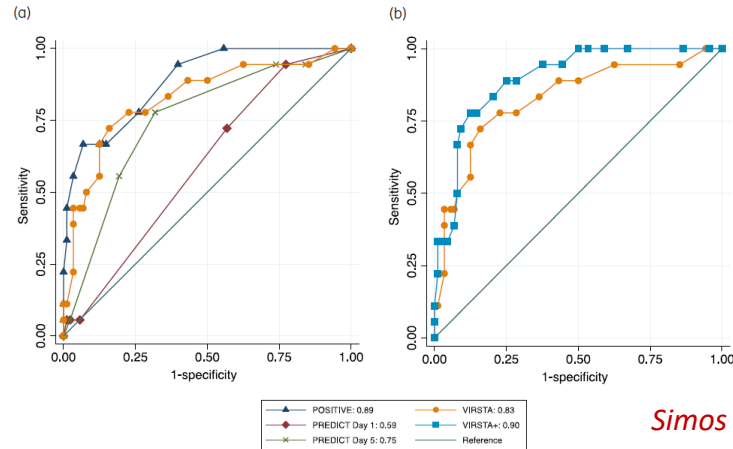 (a)
(b)
1.00
0.75
0.50
0.25
0.00
Sensitivity
0.00 0.25 0.50 0.75 1.00
1-specificity
1.00
0.75
0.50
0.25
0.00
Sensitivity
0.00 0.25 0.50 0.75 1.00
1-specificity
POSITIVE: 0.89
VIRSTA: 0.83
PREDICT Day 1: 0.59
VIRSTA+: 0.90
PREDICT Day 5: 0.75
Reference
Simos